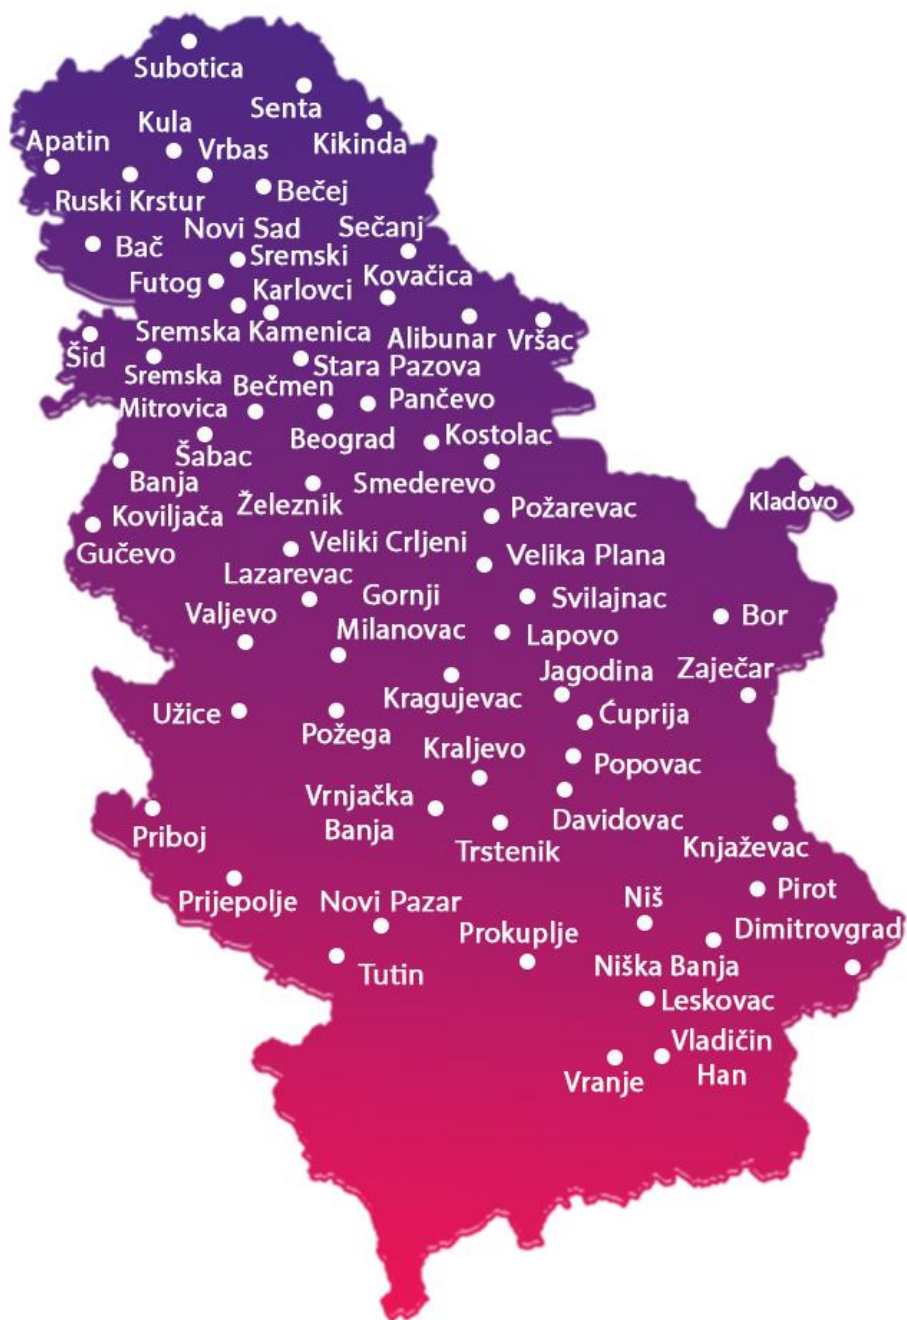 Subotica
Senta
Kula
Kikinda
Apatin
Vrbas
Bečej
Ruski Krstur
Novi Sad
Sečanj
Bač
Sremski
Karlovci
Futog
Kovačica
Sremska Kamenica
Alibunar
Vršac
Šid
Stara Pazova
Sremska
Mitrovica
Bečmen
Pančevo
Beograd
Kostolac
Šabac
Banja
Koviljača
Smederevo
Železnik
Kladovo
Požarevac
Gučevo
Veliki Crljeni
Velika Plana
Lazarevac
Gornji
Milanovac
Svilajnac
Valjevo
Bor
Lapovo
Jagodina
Zaječar
Kragujevac
Užice
Požega
Ćuprija
Kraljevo
Popovac
Vrnjačka
Banja
Davidovac
Priboj
Trstenik
Knjaževac
Prijepolje
Novi Pazar
Niš
Pirot
Prokuplje
Dimitrovgrad
Tutin
Niška Banja
Leskovac
Vladičin
Han
Vranje